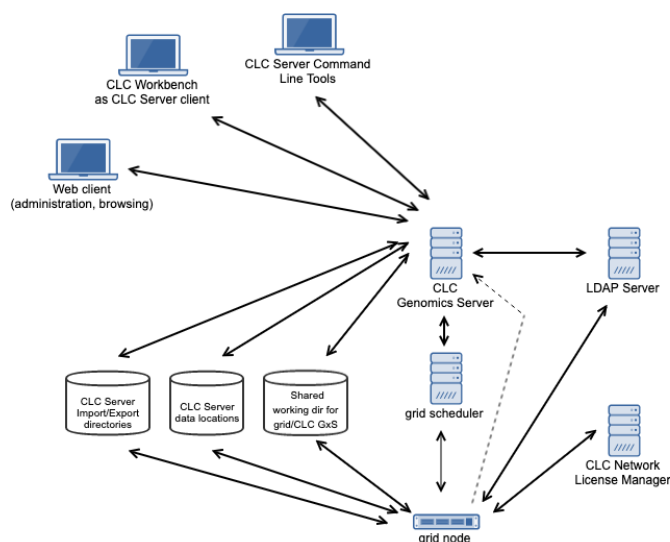 CLC Server Command
Line Tools
CLC Workbench
as CLC Server client
Web client
(administration, browsing)
CLC
Genomics Server
LDAP Server
CLC Server
Import/Export
directories
CLC Server
data locations
Shared
working dir for
grid/CLC GxS
grid scheduler
CLC Network
License Manager
grid node